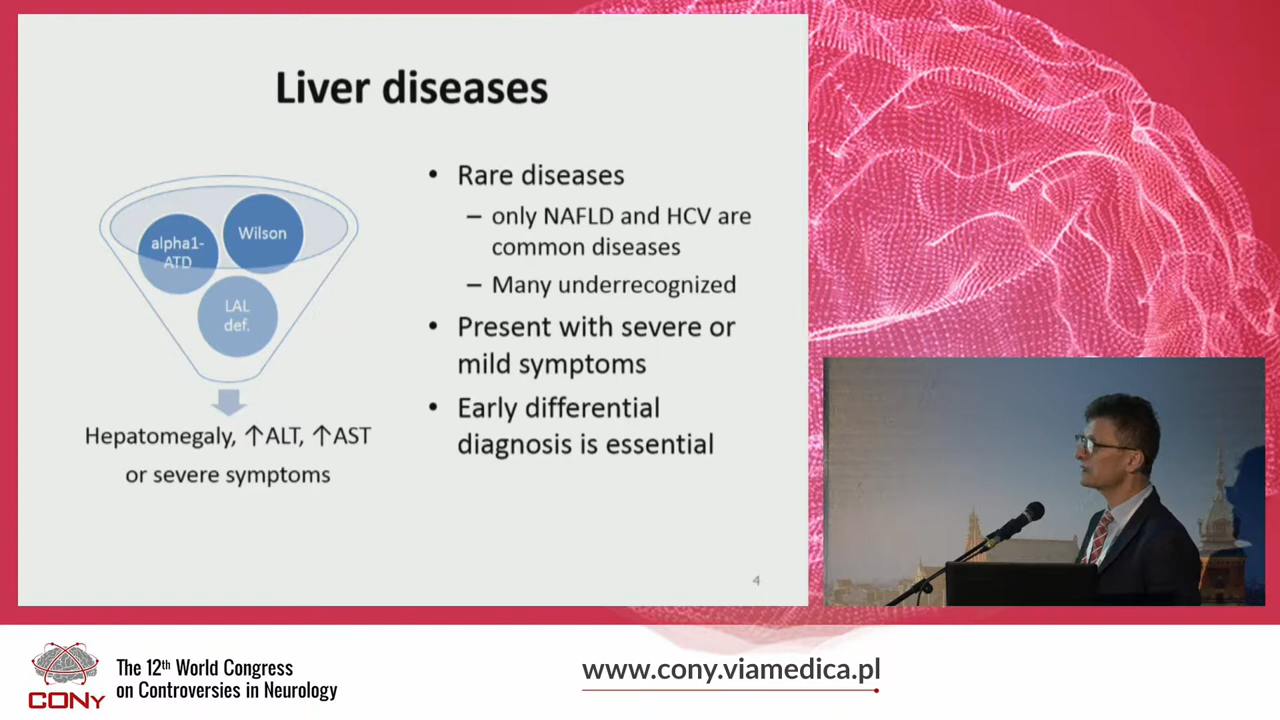 Liver diseases
alpha1-
ATD
Wilson
LAL
def.
Hepatomegaly, ↑ALT, ↑AST
or severe symptoms
• Rare diseases
– only NAFLD and HCV are
common diseases
– Many underrecognized
• Present with severe or
mild symptoms
• Early differential
diagnosis is essential
4
CONy
The 12th World Congress
on Controversies in Neurology
www.cony.viamedica.pl